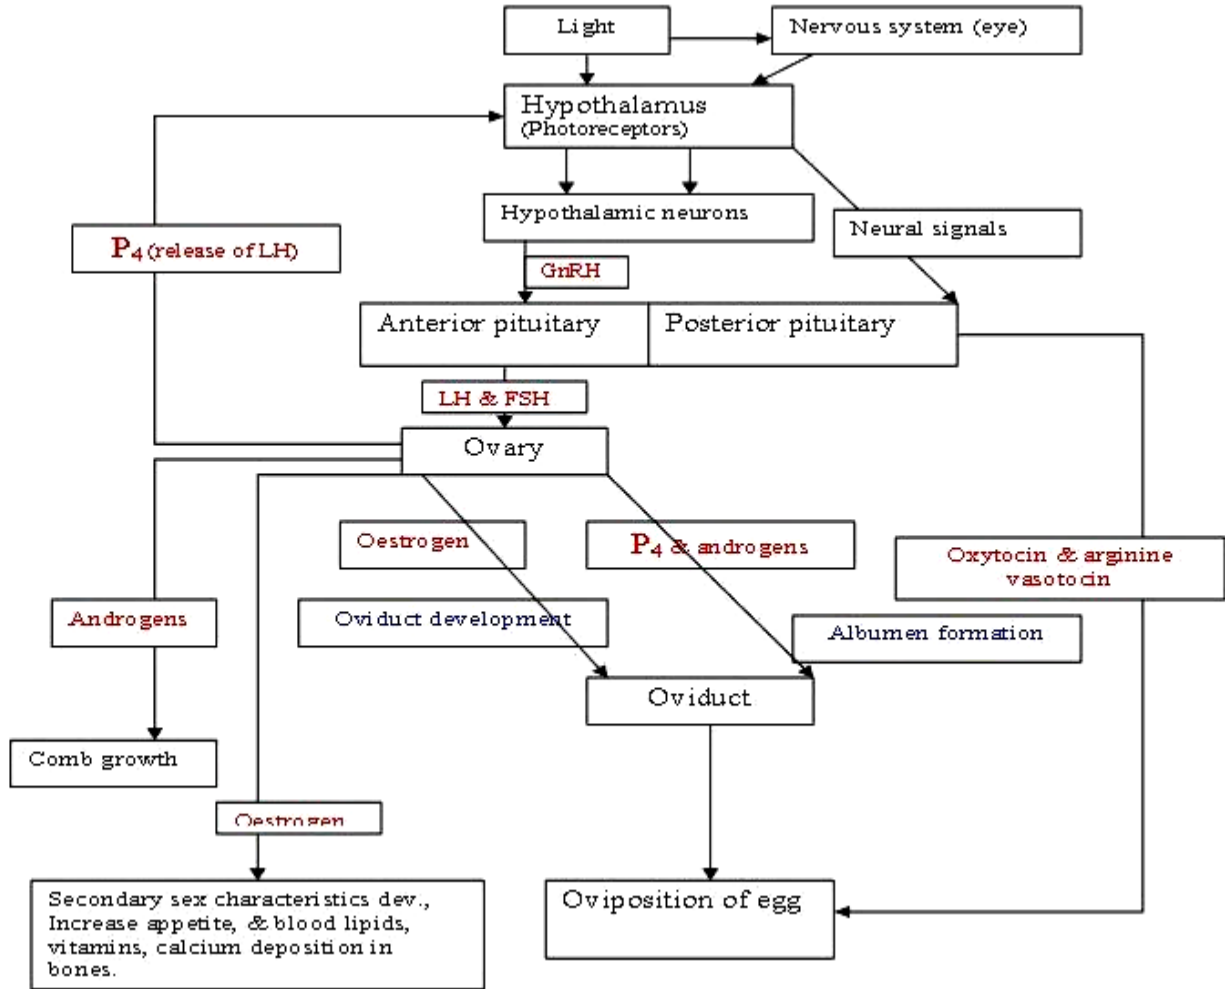 Light
Nervous system (eye)
Hypothalamus
(Photoreceptors)
Hypothalamic neurons
Neural signals
P4 (release of LH)
GnRH
Anterior pituitary
Posterior pituitary
LH & FSH
Ovary
Oestrogen
P4 & androgens
Oxytocin & arginine
vasotocin
Androgens
Oviduct development
Albumen formation
Oviduct
Comb growth
Oestrogen
Secondary sex characteristics dev.,
Increase appetite, & blood lipids,
vitamins, calcium deposition in
bones.
Oviposition of egg